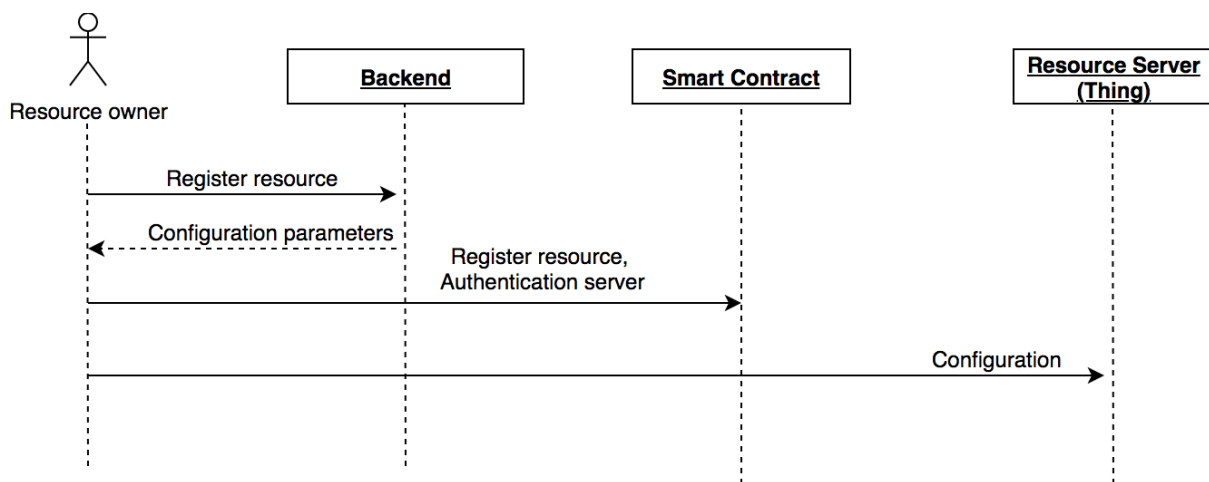 Resource owner
Backend
Smart Contract
Resource Server
(Thing)
Register resource
Configuration parameters
Register resource,
Authentication server
Configuration